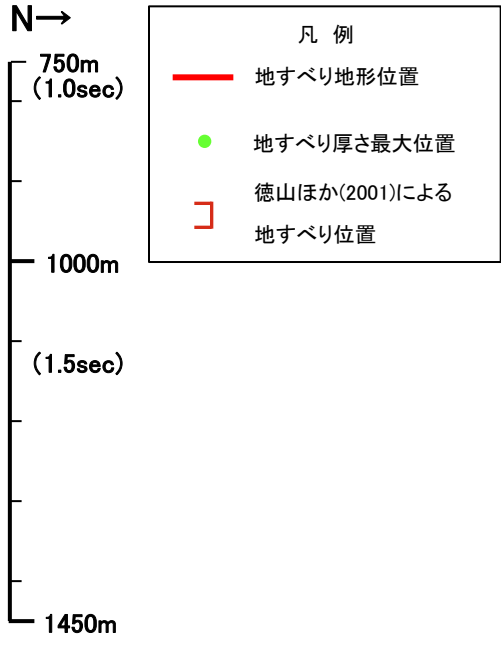 N→
750m
(1.0sec)
1000m
(1.5sec)
1450m
凡 例
地すべり地形位置
地すべり厚さ最大位置
徳山ほか(2001)による
地すべり位置